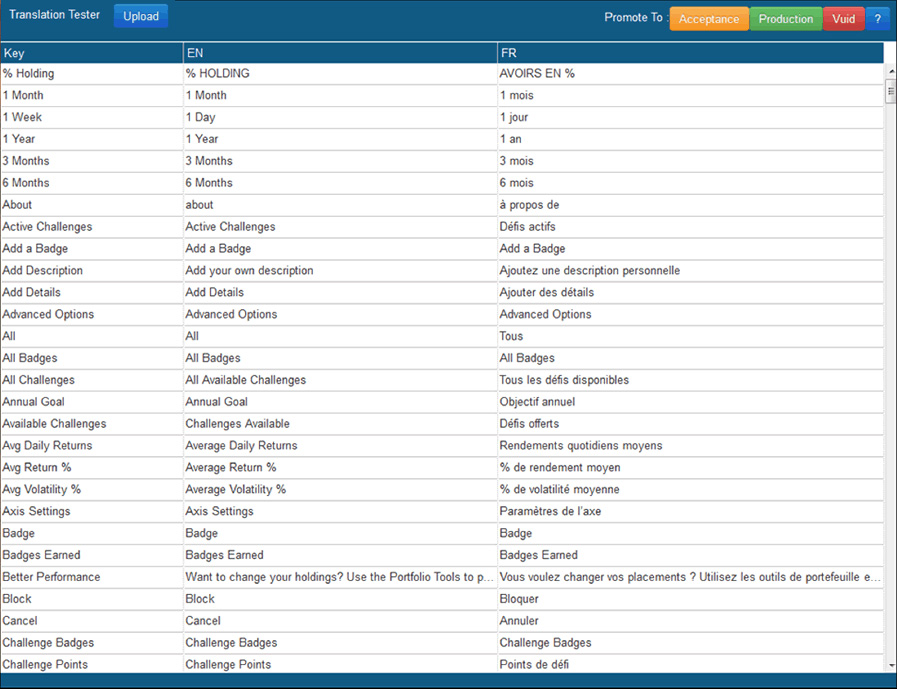 Translation Tester Upload Promote To : Acceptance Production Vuid ?
Key EN FR
% Holding % HOLDING AVOIRS EN %
1 Month 1 Month 1 mois
1 Week 1 Day 1 jour
1 Year 1 Year 1 an
3 Months 3 Months 3 mois
6 Months 6 Months 6 mois
About about à propos de
Active Challenges Active Challenges Défis actifs
Add a Badge Add a Badge Add a Badge
Add Description Add your own description Ajoutez une description personnelle
Add Details Add Details Ajouter des détails
Advanced Options Advanced Options Advanced Options
All All Tous
All Badges All Badges All Badges
All Challenges All Available Challenges Tous les défis disponibles
Annual Goal Annual Goal Objectif annuel
Available Challenges Challenges Available Défis offerts
Avg Daily Returns Average Daily Returns Rendements quotidiens moyens
Avg Return % Average Return % % de rendement moyen
Avg Volatility % Average Volatility % % de volatilité moyenne
Axis Settings Axis Settings Paramètres de l'axe
Badge Badge Badge
Badges Earned Badges Earned Badges Earned
Better Performance Want to change your holdings? Use the Portfolio Tools to p... Vous voulez changer vos placements ? Utilisez les outils de portefeuille e...
Block Block Bloquer
Cancel Cancel Annuler
Challenge Badges Challenge Badges Challenge Badges
Challenge Points Challenge Points Points de défi